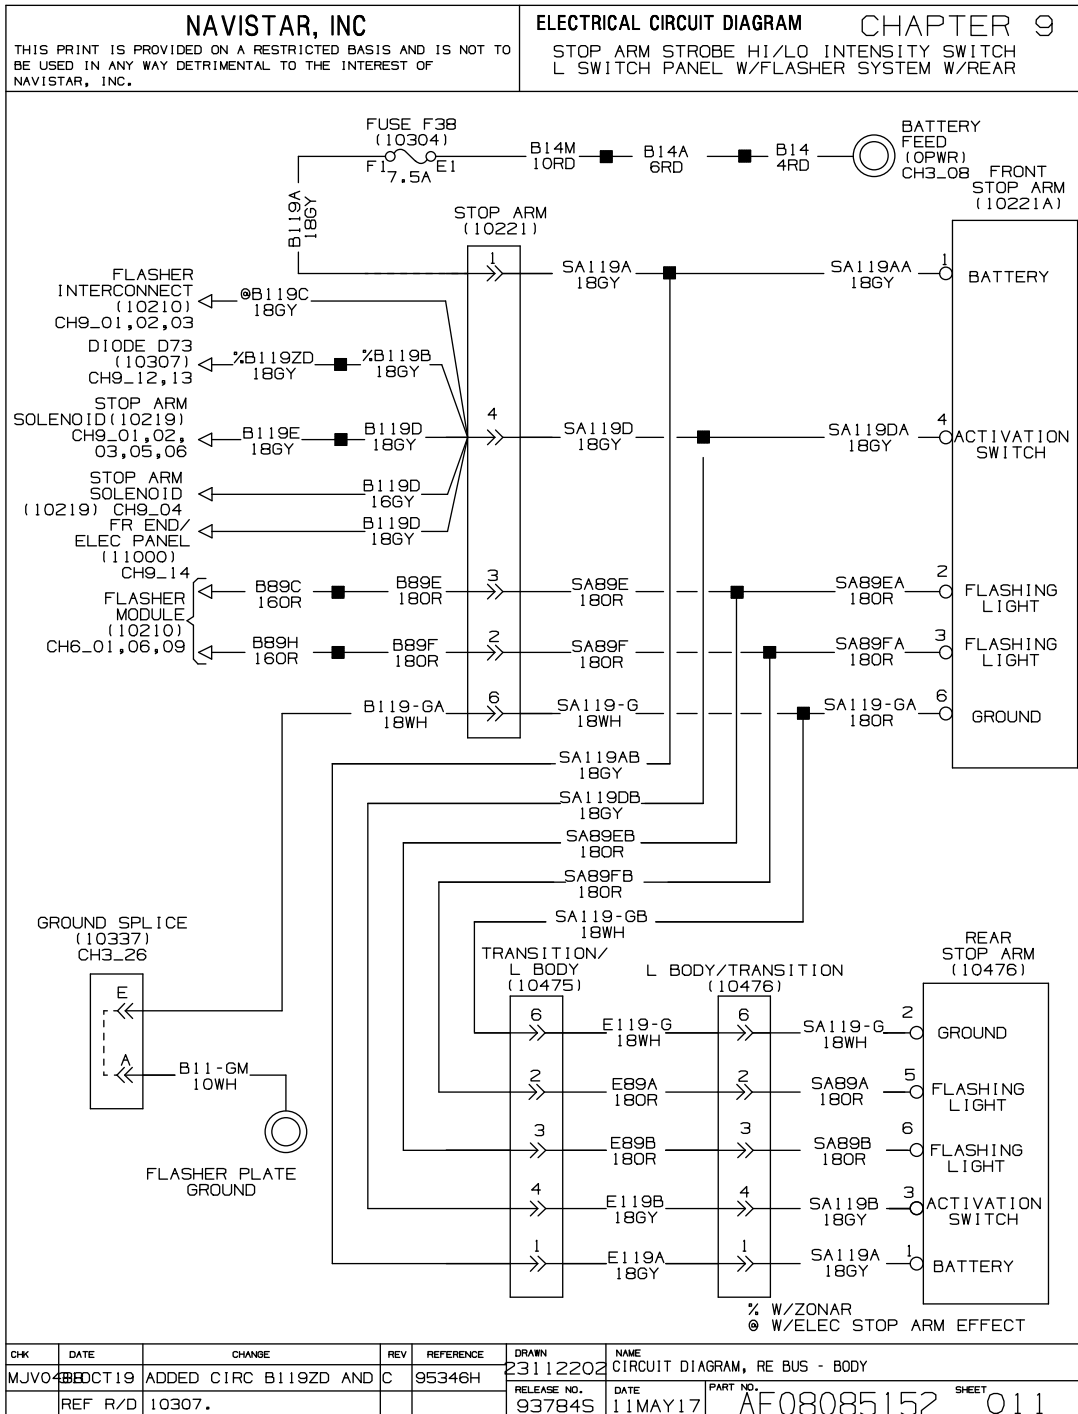 NAVISTAR, INC
THIS PRINT IS PROVIDED ON A RESTRICTED BASIS AND IS NOT TO
BE USED IN ANY WAY DETRIMENTAL TO THE INTEREST OF
NAVISTAR, INC.
ELECTRICAL CIRCUIT DIAGRAM CHAPTER 9
STOP ARM STROBE HI/LO INTENSITY SWITCH
L SWITCH PANEL W/FLASHER SYSTEM W/REAR
FUSE F38
(10304)
F1 E1
7.5A
B14M
10RD
B14A
6RD
B14
4RD
BATTERY
FEED
(OPWR)
CH3_08
B119A
18GY
STOP ARM
(10221)
FRONT
STOP ARM
(10221A)
1
SA119A
18GY
SA119AA
18GY
1
BATTERY
FLASHER
INTERCONNECT
(10210)
CH9_01,02,03
@B119C
18GY
DIODE D73
(10307)
CH9_12,13
%B119ZD
18GY
%B119B
18GY
STOP ARM
SOLENOID(10219)
CH9_01,02,
03,05,06
B119E
18GY
B119D
18GY
4
SA119D
18GY
SA119DA
18GY
4
ACTIVATION
SWITCH
STOP ARM
SOLENOID
(10219) CH9_04
B119D
16GY
FR END/
ELEC PANEL
(11000)
CH9_14
B119D
18GY
FLASHER
MODULE
(10210)
CH6_01,06,09
B89C
16OR
B89E
18OR
3
SA89E
18OR
SA89EA
18OR
2
FLASHING
LIGHT
B89H
16OR
B89F
18OR
2
SA89F
18OR
SA89FA
18OR
3
FLASHING
LIGHT
B119-GA
18WH
6
SA119-G
18WH
SA119-GA
18OR
6
GROUND
SA119AB
18GY
SA119DB
18GY
SA89EB
18OR
SA89FB
18OR
SA119-GB
18WH
GROUND SPLICE
(10337)
CH3_26
E
A
B11-GM
10WH
FLASHER PLATE
GROUND
TRANSITION/
L BODY
(10475)
L BODY/TRANSITION
(10476)
REAR
STOP ARM
(10476)
6
E119-G
18WH
6
SA119-G
18WH
2
GROUND
2
E89A
18OR
2
SA89A
18OR
5
FLASHING
LIGHT
3
E89B
18OR
3
SA89B
18OR
6
FLASHING
LIGHT
4
E119B
18GY
4
SA119B
18GY
3
ACTIVATION
SWITCH
1
E119A
18GY
1
SA119A
18GY
1
BATTERY
% W/ZONAR
@ W/ELEC STOP ARM EFFECT
CHK DATE CHANGE REV REFERENCE
OCT19 ADDED CIRC B119ZD AND C 95346H
REF R/D 10307.
DRAWN
23112202
NAME
CIRCUIT DIAGRAM, RE BUS - BODY
RELEASE NO.
93784S
DATE
11MAY17
PART NO.
AE08085152
SHEET
011